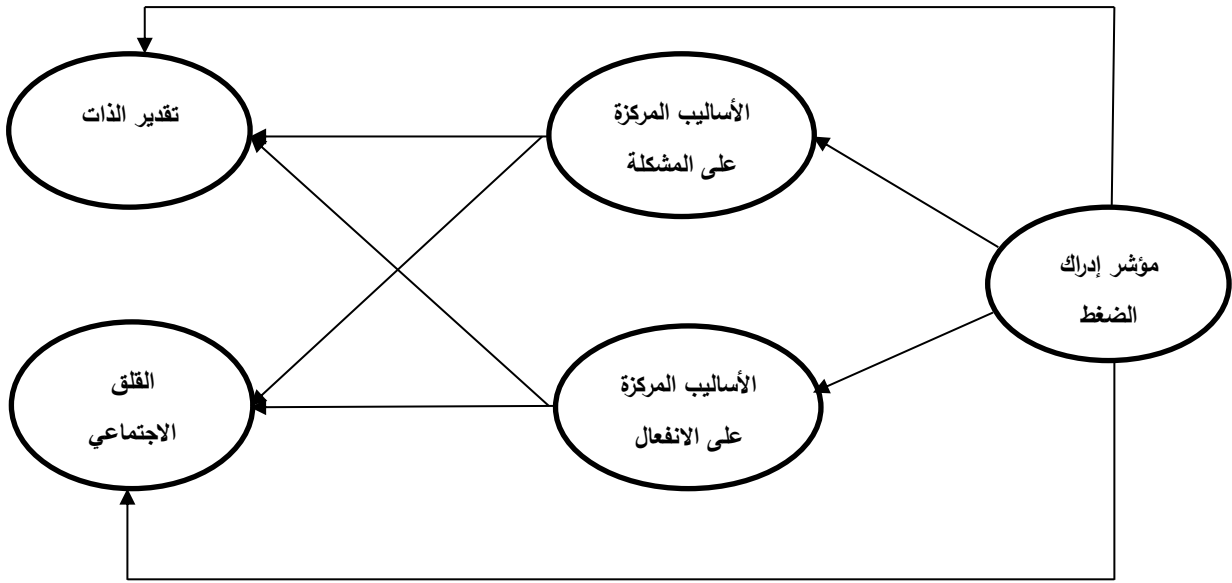 مؤشر إدراك
الضغط
الأساليب المركزة
على المشكلة
الأساليب المركزة
على الانفعال
تقدير الذات
القلق
الاجتماعي